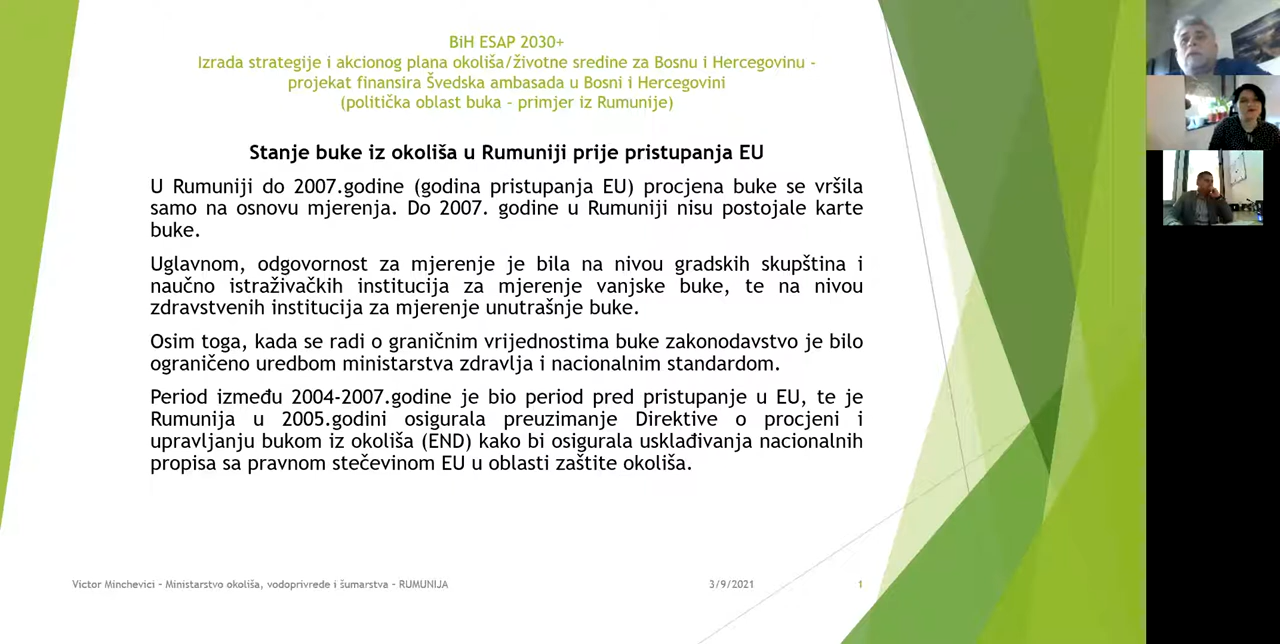 BiH ESAP 2030+
Izrada strategije i akcionog plana okoliša/životne sredine za Bosnu i Hercegovinu -
projekat finansira Švedska ambasada u Bosni i Hercegovini
(politička oblast buka - primjer iz Rumunije)
Stanje buke iz okoliša u Rumuniji prije pristupanja EU
U Rumuniji do 2007.godine (godina pristupanja EU) procjena buke se vršila
samo na osnovu mjerenja. Do 2007. godine u Rumuniji nisu postojale karte
buke.
Uglavnom, odgovornost za mjerenje je bila na nivou gradskih skupština i
naučno istraživačkih institucija za mjerenje vanjske buke, te na nivou
zdravstvenih institucija za mjerenje unutrašnje buke.
Osim toga, kada se radi o graničnim vrijednostima buke zakonodavstvo je bilo
ograničeno uredbom ministarstva zdravlja i nacionalnim standardom.
Period između 2004-2007.godine je bio period pred pristupanje u EU, te je
Rumunija u 2005.godini osigurala preuzimanje Direktive o procjeni i
upravljanju bukom iz okoliša (END) kako bi osigurala usklađivanja nacionalnih
propisa sa pravnom stečevinom EU u oblasti zaštite okoliša.
Victor Minchevici – Ministarstvo okoliša, vodoprivrede i šumarstva - RUMUNIJA
3/9/2021
1